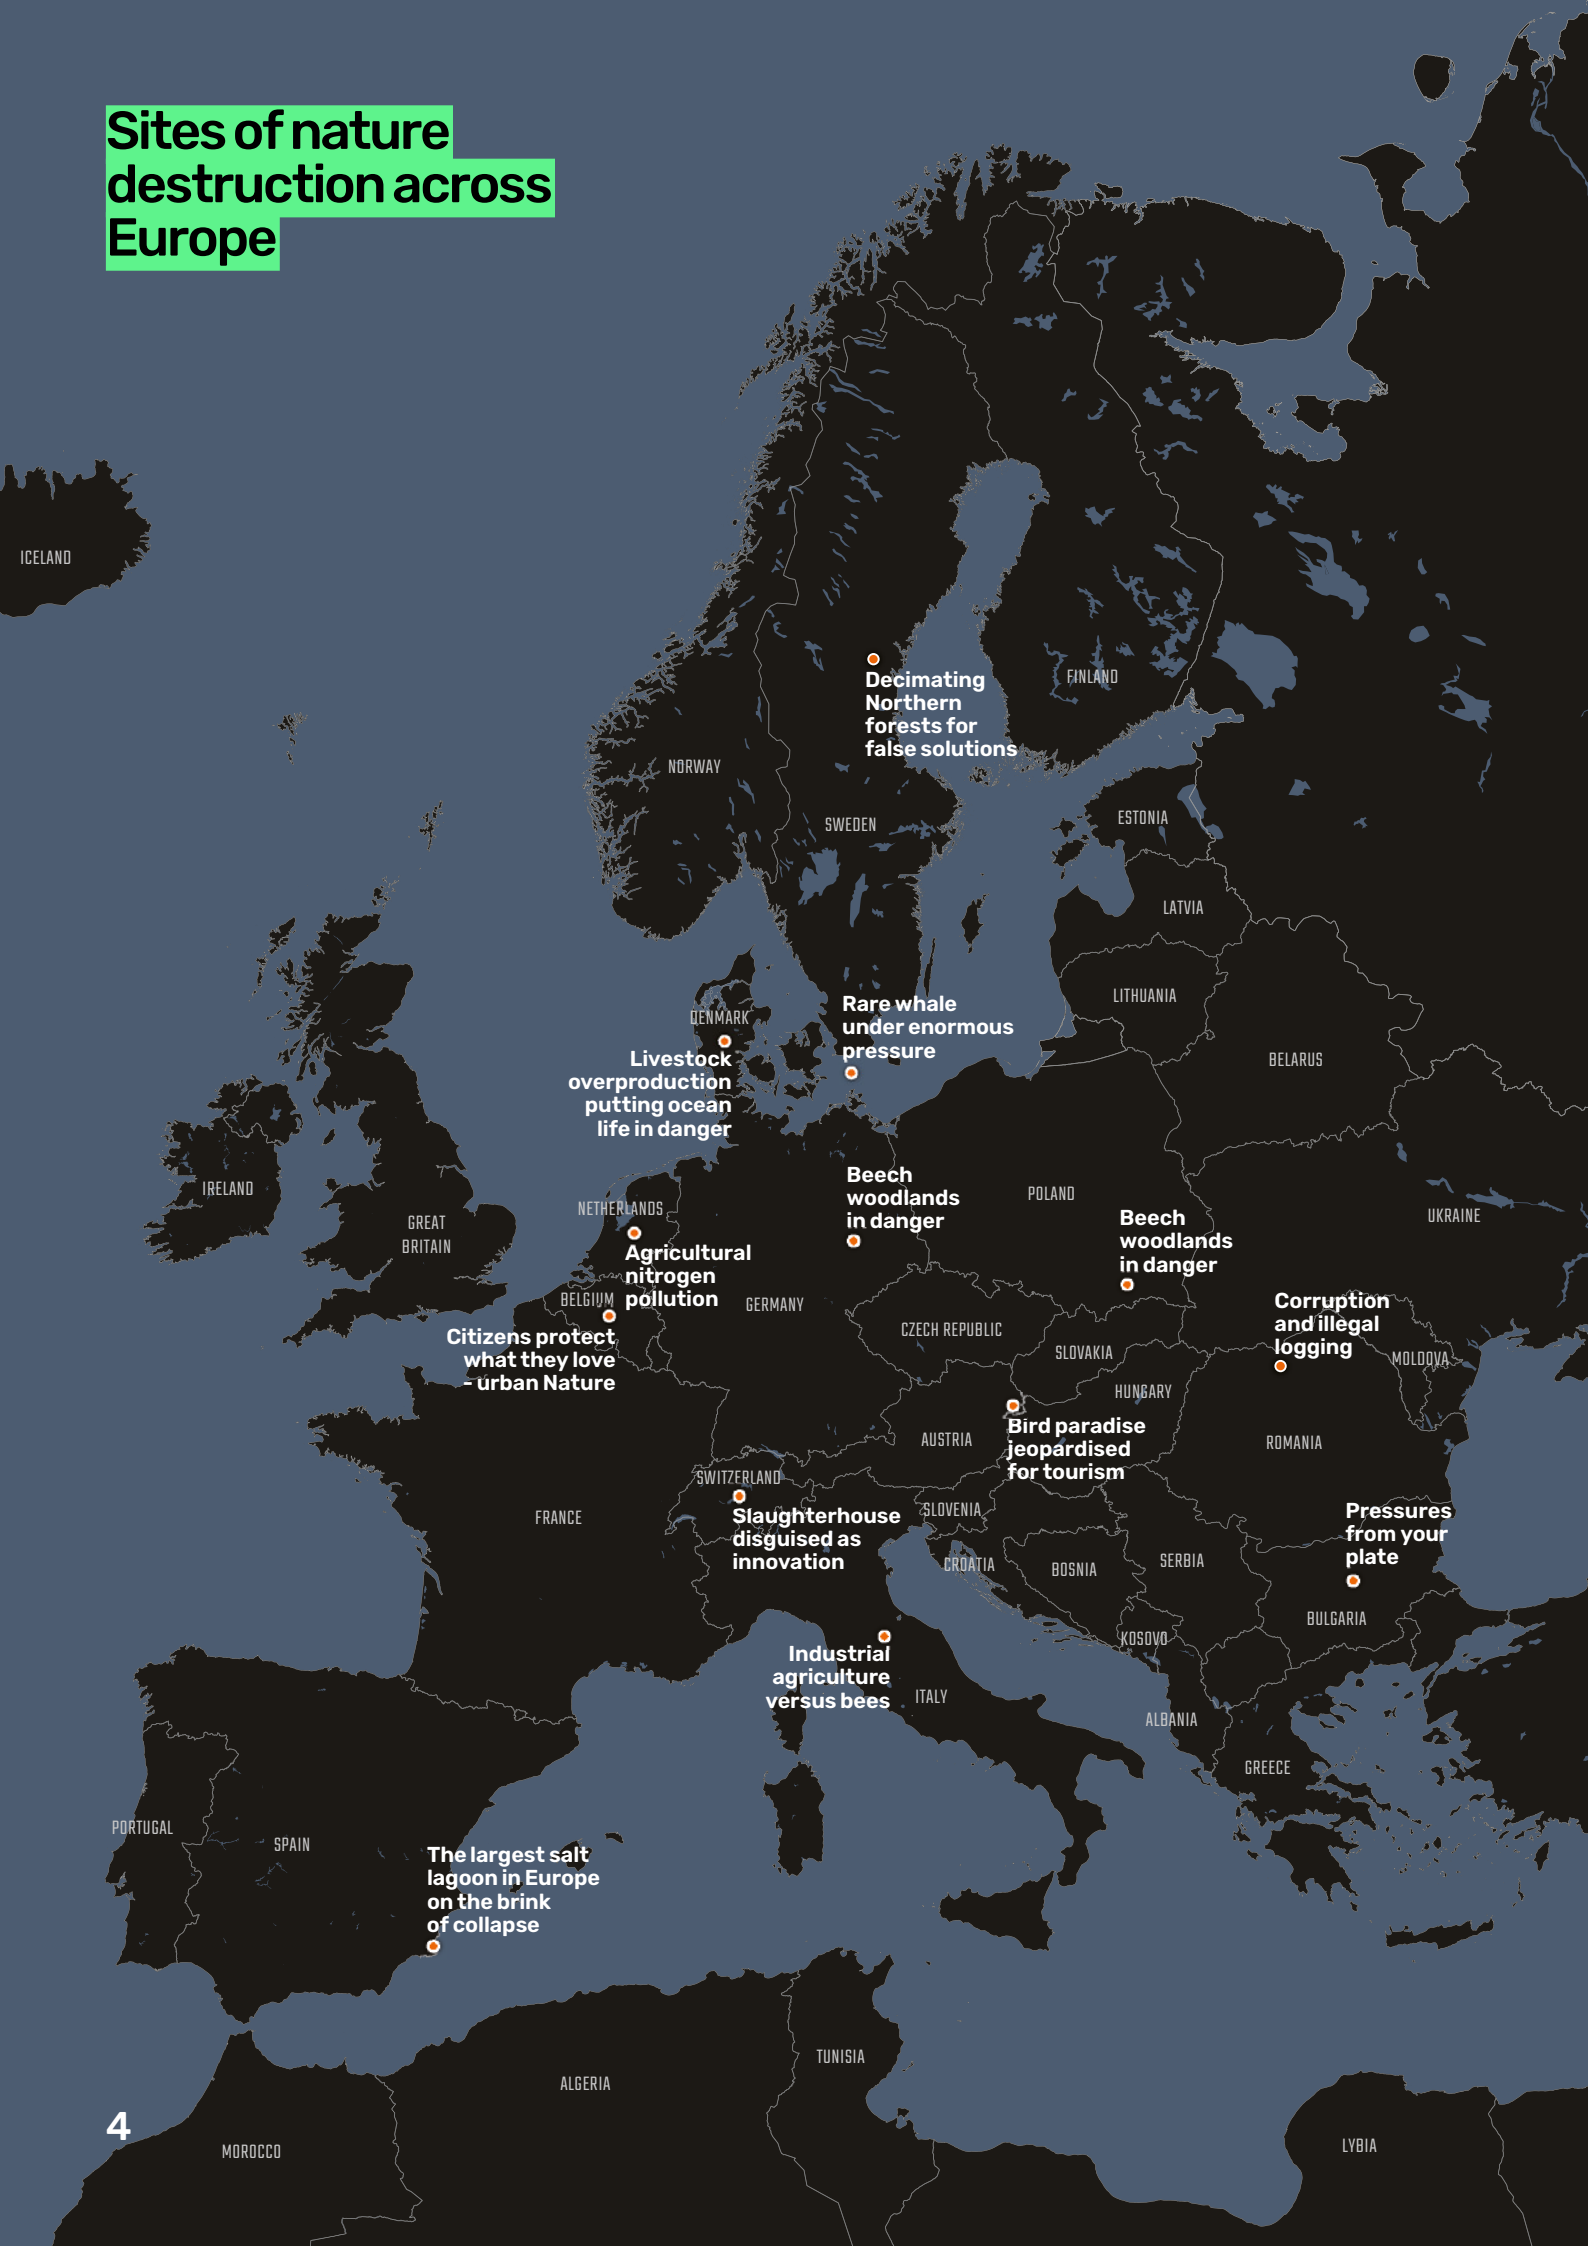 Sites of nature
destruction across
Europe
ICELAND
Decimating
Northern
forests for
false solutions
FINLAND
NORWAY
SWEDEN
ESTONIA
LATVIA
LITHUANIA
Rare whale
under enormous
pressure
DENMARK
Livestock
overproduction
putting ocean
life in danger
BELARUS
IRELAND
GREAT
BRITAIN
NETHERLANDS
Agricultural
nitrogen
pollution
Beech
woodlands
in danger
POLAND
Beech
woodlands
in danger
UKRAINE
BELGIUM
Citizens protect
what they love
- urban Nature
GERMANY
CZECH REPUBLIC
SLOVAKIA
Corruption
and illegal
logging
MOLDOVA
HUNGARY
Bird paradise
jeopardised
for tourism
AUSTRIA
ROMANIA
SWITZERLAND
Slaughterhouse
disguised as
innovation
FRANCE
SLOVENIA
CROATIA
BOSNIA
SERBIA
Pressures
from your
plate
BULGARIA
KOSOVO
Industrial
agriculture
versus bees
ITALY
ALBANIA
GREECE
PORTUGAL
SPAIN
The largest salt
lagoon in Europe
on the brink
of collapse
TUNISIA
ALGERIA
MOROCCO
LYBIA
4